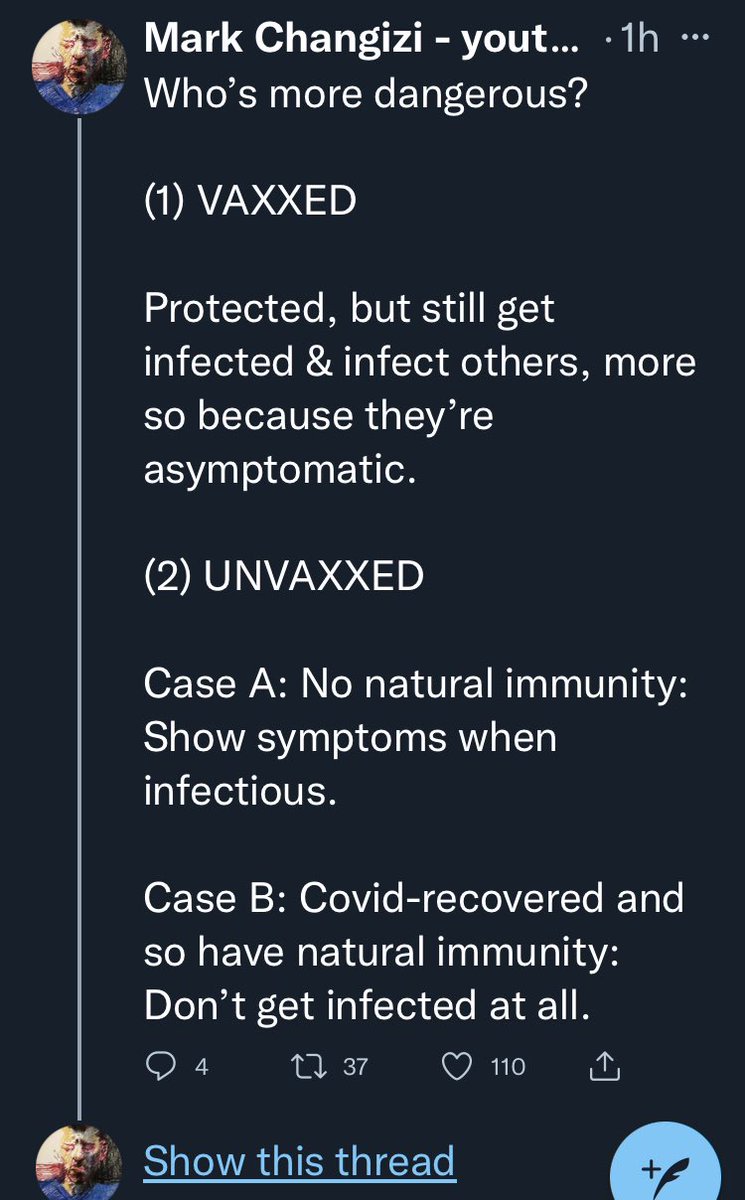 Mark Changizi - yout... · 1h ···
Who's more dangerous?
(1) VAXXED
Protected, but still get
infected & infect others, more
so because they're
asymptomatic.
(2) UNVAXXED
Case A: No natural immunity:
Show symptoms when
infectious.
Case B: Covid-recovered and
so have natural immunity:
Don't get infected at all.
4 37 110
Show this thread